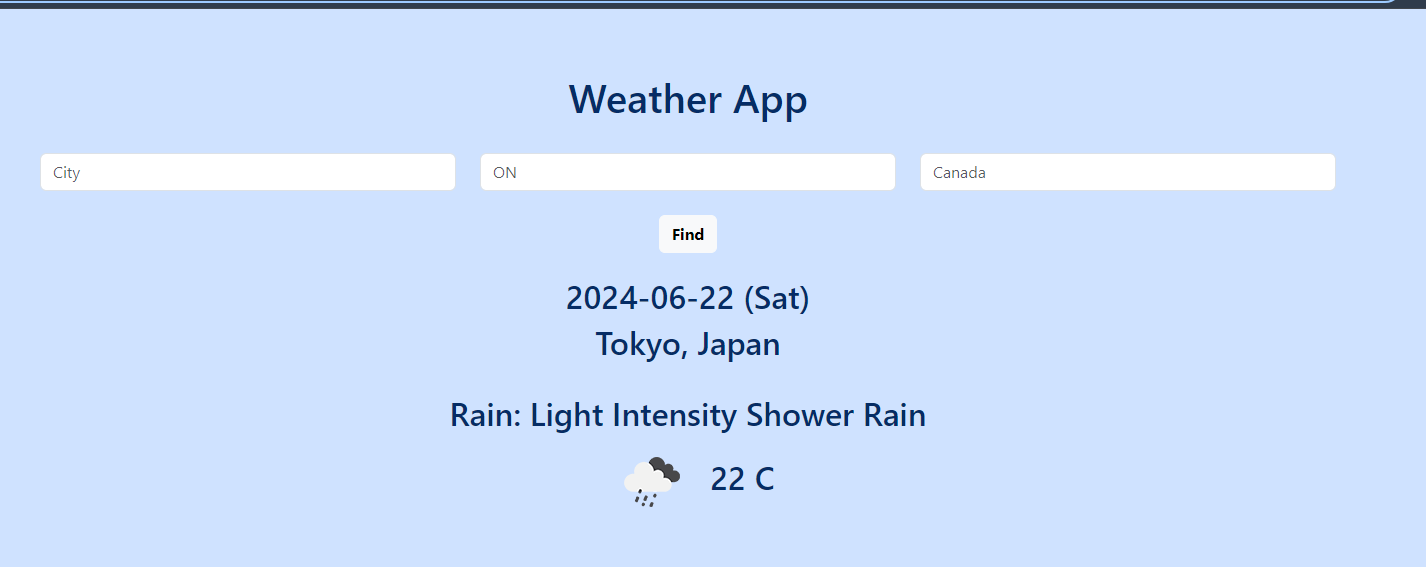 Weather App
City
ON
Canada
Find
2024-06-22 (Sat)
Tokyo, Japan
Rain: Light Intensity Shower Rain
22 C